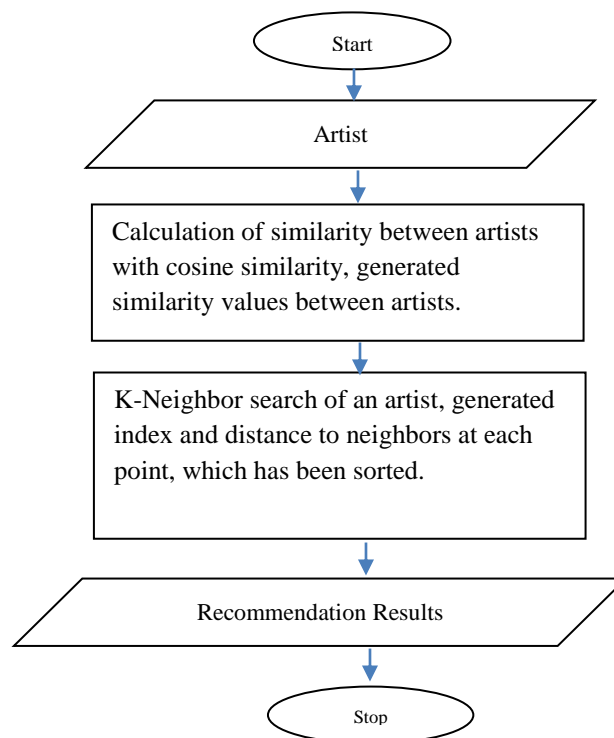 Start
Artist
Calculation of similarity between artists
with cosine similarity, generated
similarity values between artists.
K-Neighbor search of an artist, generated
index and distance to neighbors at each
point, which has been sorted.
Recommendation Results
Stop